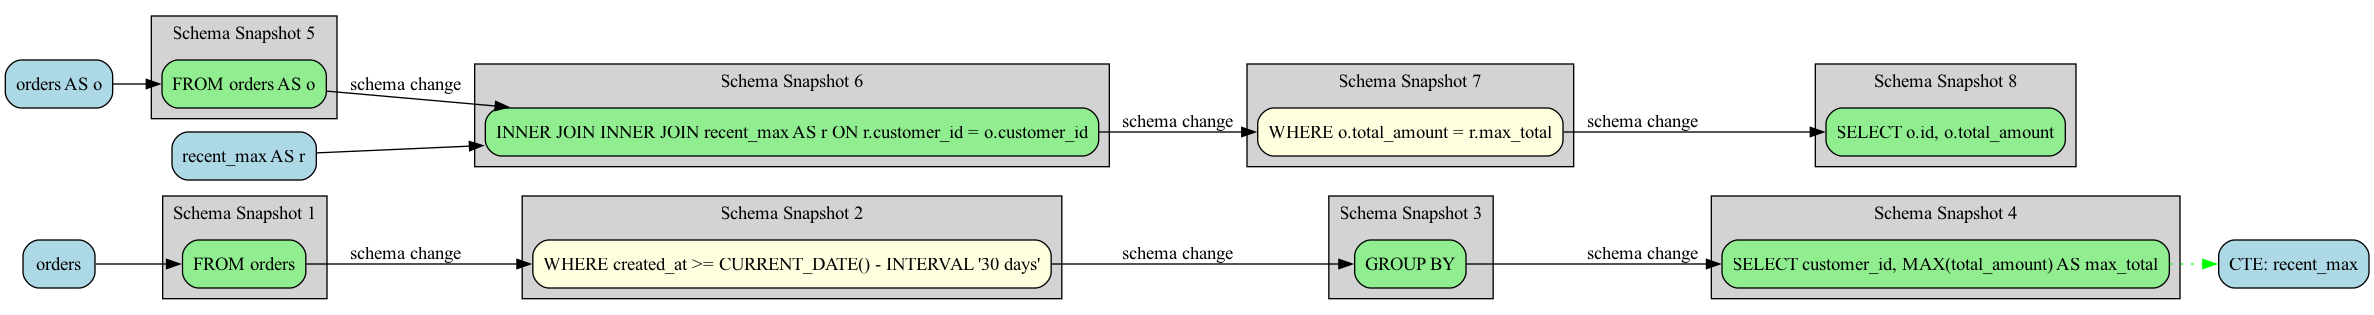 Schema Snapshot 5
orders AS o
FROM orders AS o
schema change
Schema Snapshot 6
INNER JOIN INNER JOIN recent_max AS r ON r.customer_id = o.customer_id
recent_max AS r
schema change
Schema Snapshot 7
WHERE o.total_amount = r.max_total
schema change
Schema Snapshot 8
SELECT o.id, o.total_amount
Schema Snapshot 1
orders
FROM orders
schema change
Schema Snapshot 2
WHERE created_at >= CURRENT_DATE() - INTERVAL '30 days'
schema change
Schema Snapshot 3
GROUP BY
schema change
Schema Snapshot 4
SELECT customer_id, MAX(total_amount) AS max_total
CTE: recent_max